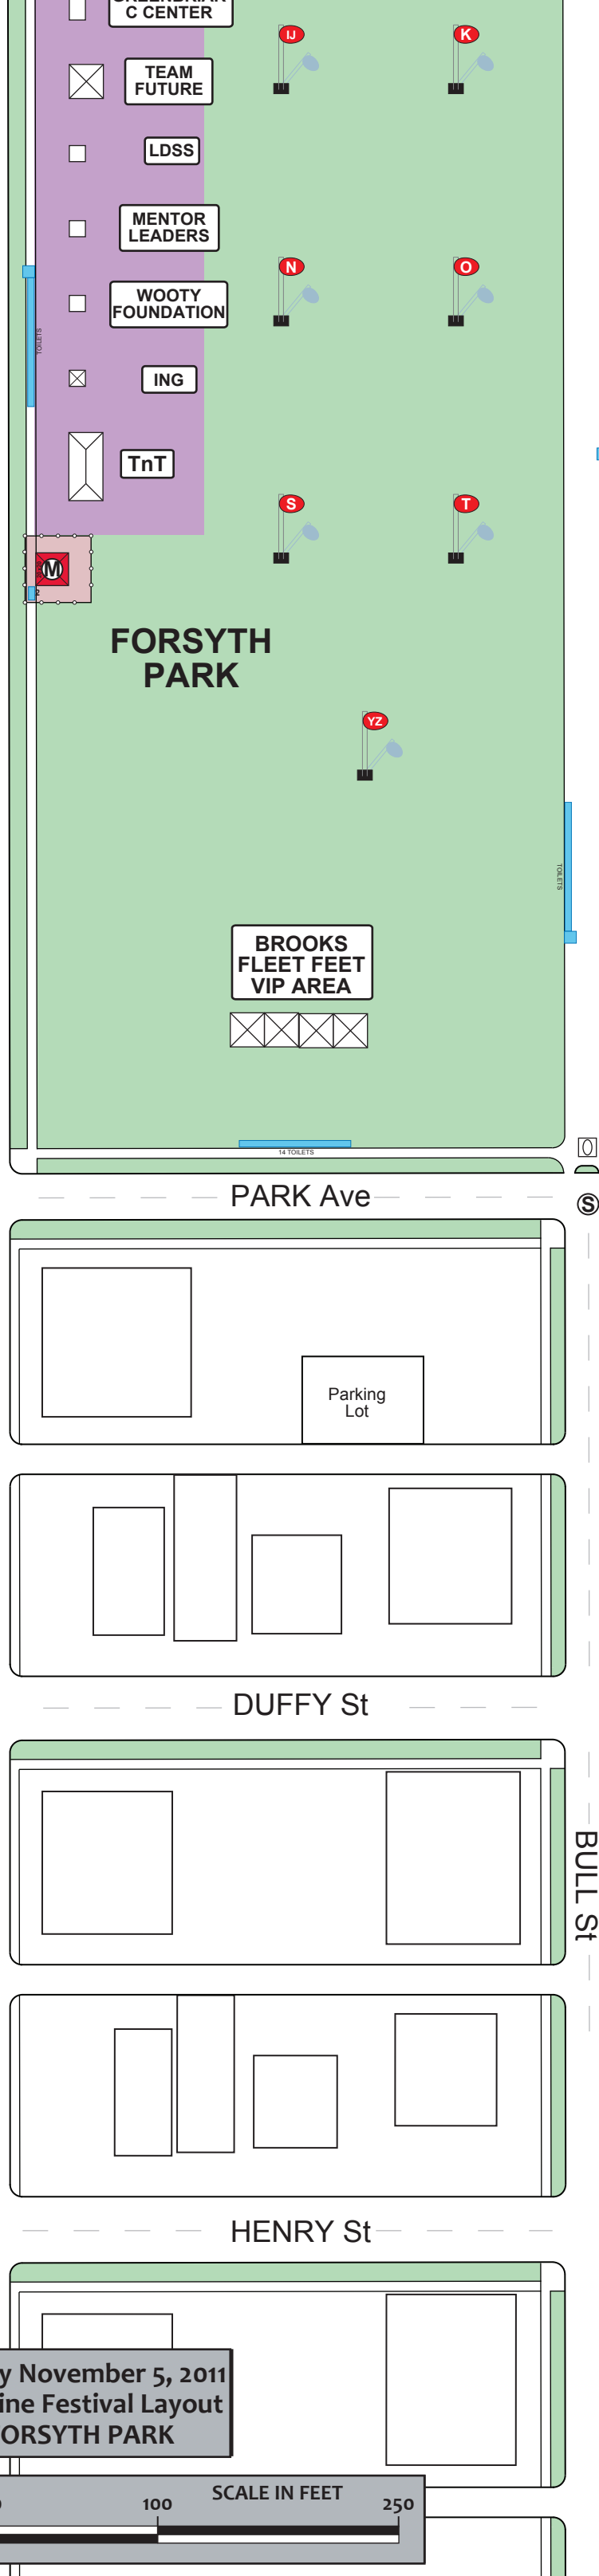 C CENTER
IJ
K
TEAM
FUTURE
LDSS
MENTOR
LEADERS
N
O
WOOTY
FOUNDATION
TOILETS
ING
TnT
S
T
M
2
FORSYTH
PARK
YZ
TOILETS
BROOKS
FLEET FEET
VIP AREA
14 TOILETS
PARK Ave
S
Parking
Lot
DUFFY St
BULL St
HENRY St
y November 5, 2011
ine Festival Layout
ORSYTH PARK
SCALE IN FEET
100
250